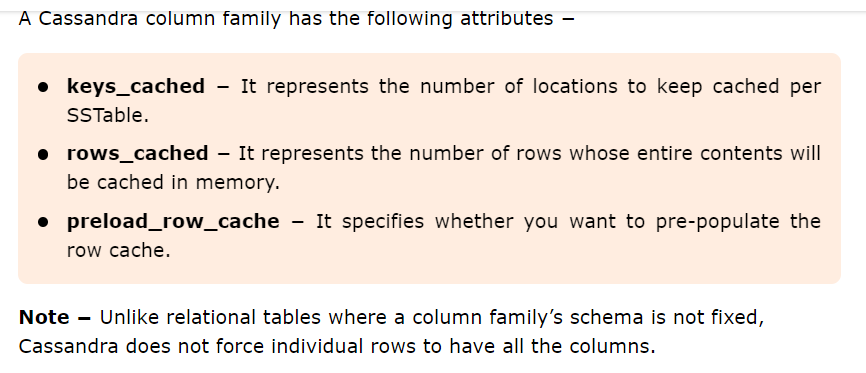 A Cassandra column family has the following attributes −
● keys_cached − It represents the number of locations to keep cached per
SSTable.
● rows_cached − It represents the number of rows whose entire contents will
be cached in memory.
● preload_row_cache − It specifies whether you want to pre-populate the
row cache.
Note − Unlike relational tables where a column family’s schema is not fixed,
Cassandra does not force individual rows to have all the columns.